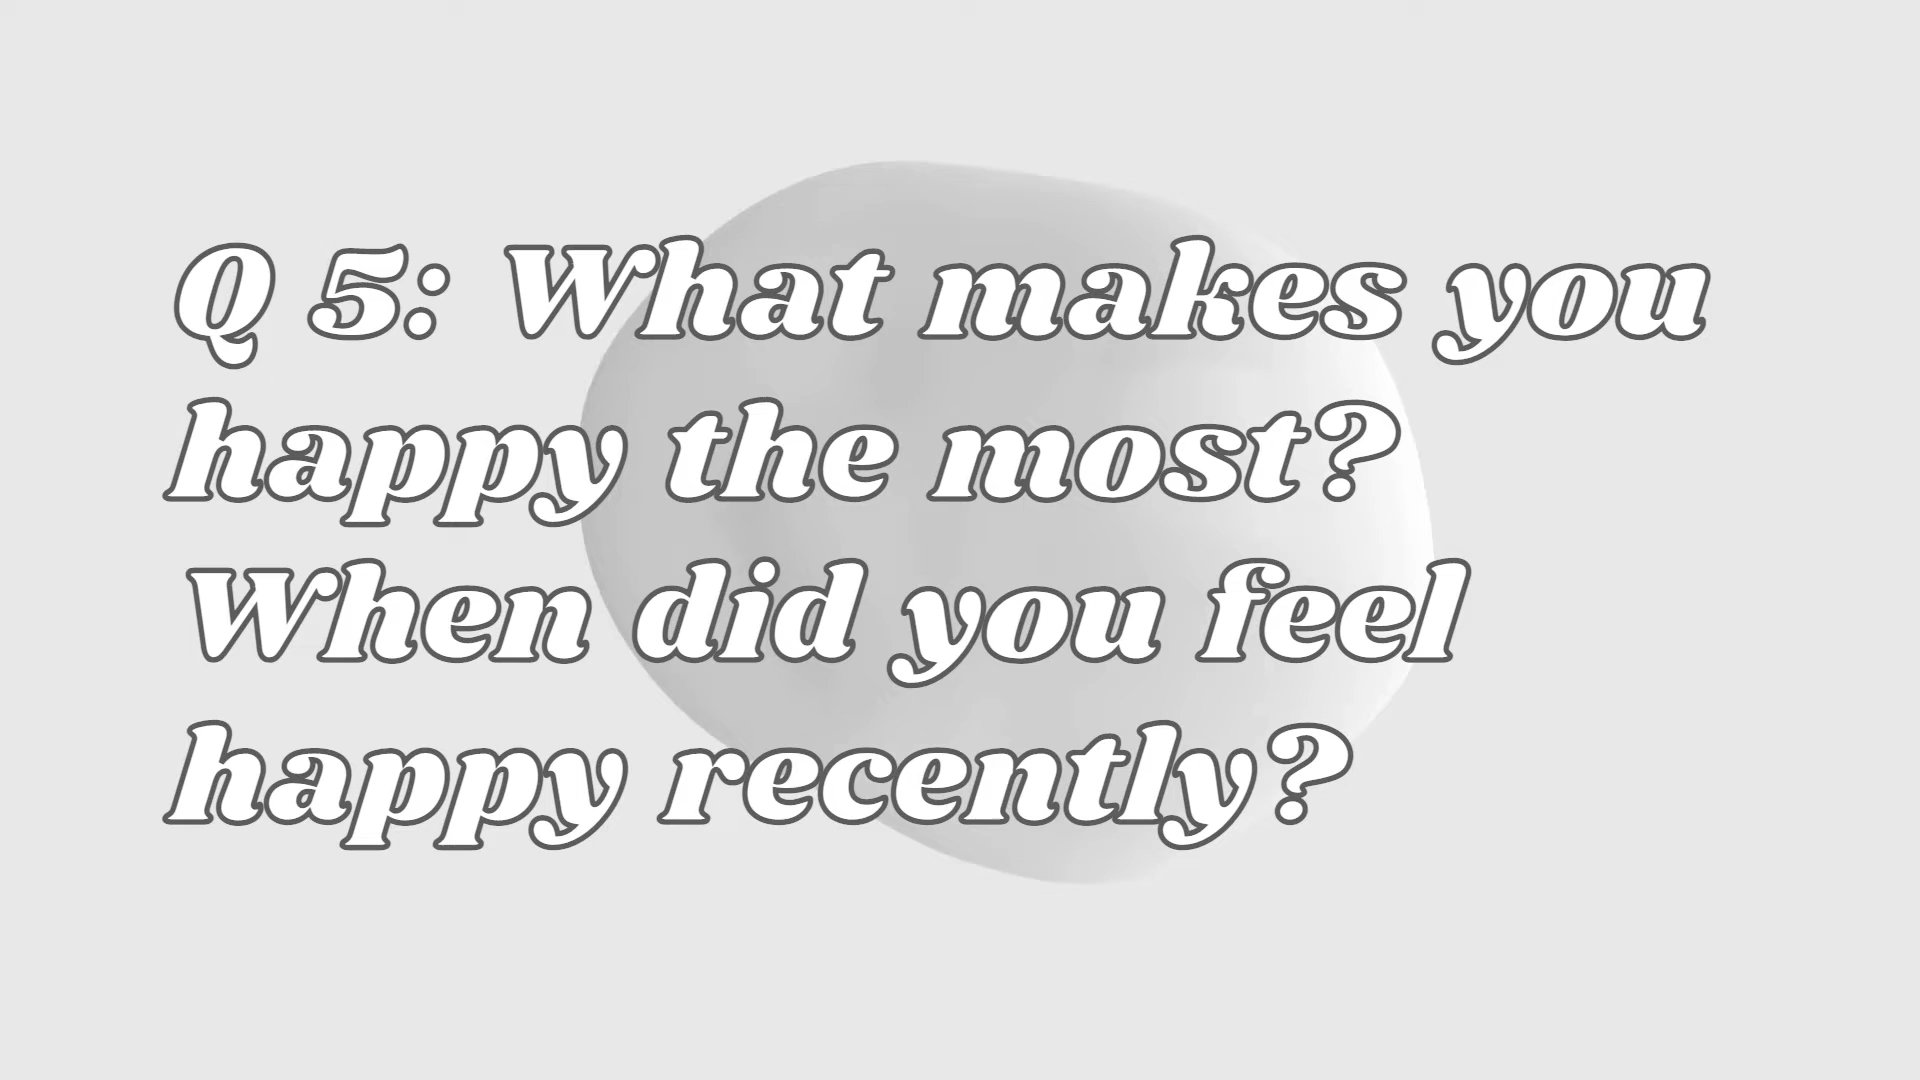 Q 5: What makes you
happy the most?
When did you feel
happy recently?